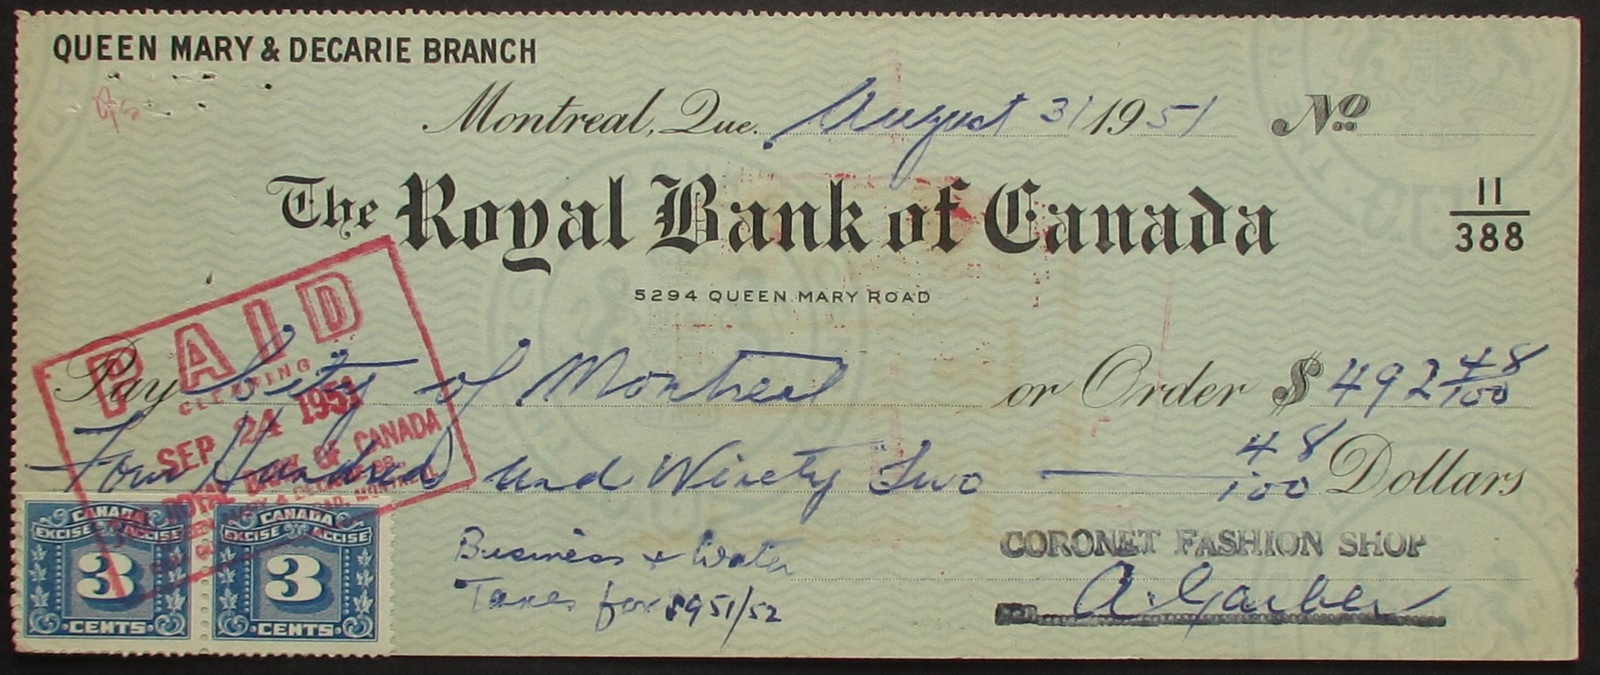 QUEEN MARY & DECARIE BRANCH
Montreal, Que. August 31 1951 No
The Royal Bank of Canada
11
388
5294 QUEEN MARY ROAD
PAID
CLEARING
SEP 24 1951
ROYAL BANK OF CANADA
Pay City of Montreal or Order $ 492 48/100
Four Hundred and Ninety Two 48/100 Dollars
CANADA CANADA
EXCISE ACCISE EXCISE ACCISE
3 3
CENTS CENTS
Business & Water
Taxes for 1951/52
CORONET FASHION SHOP
A. Garber